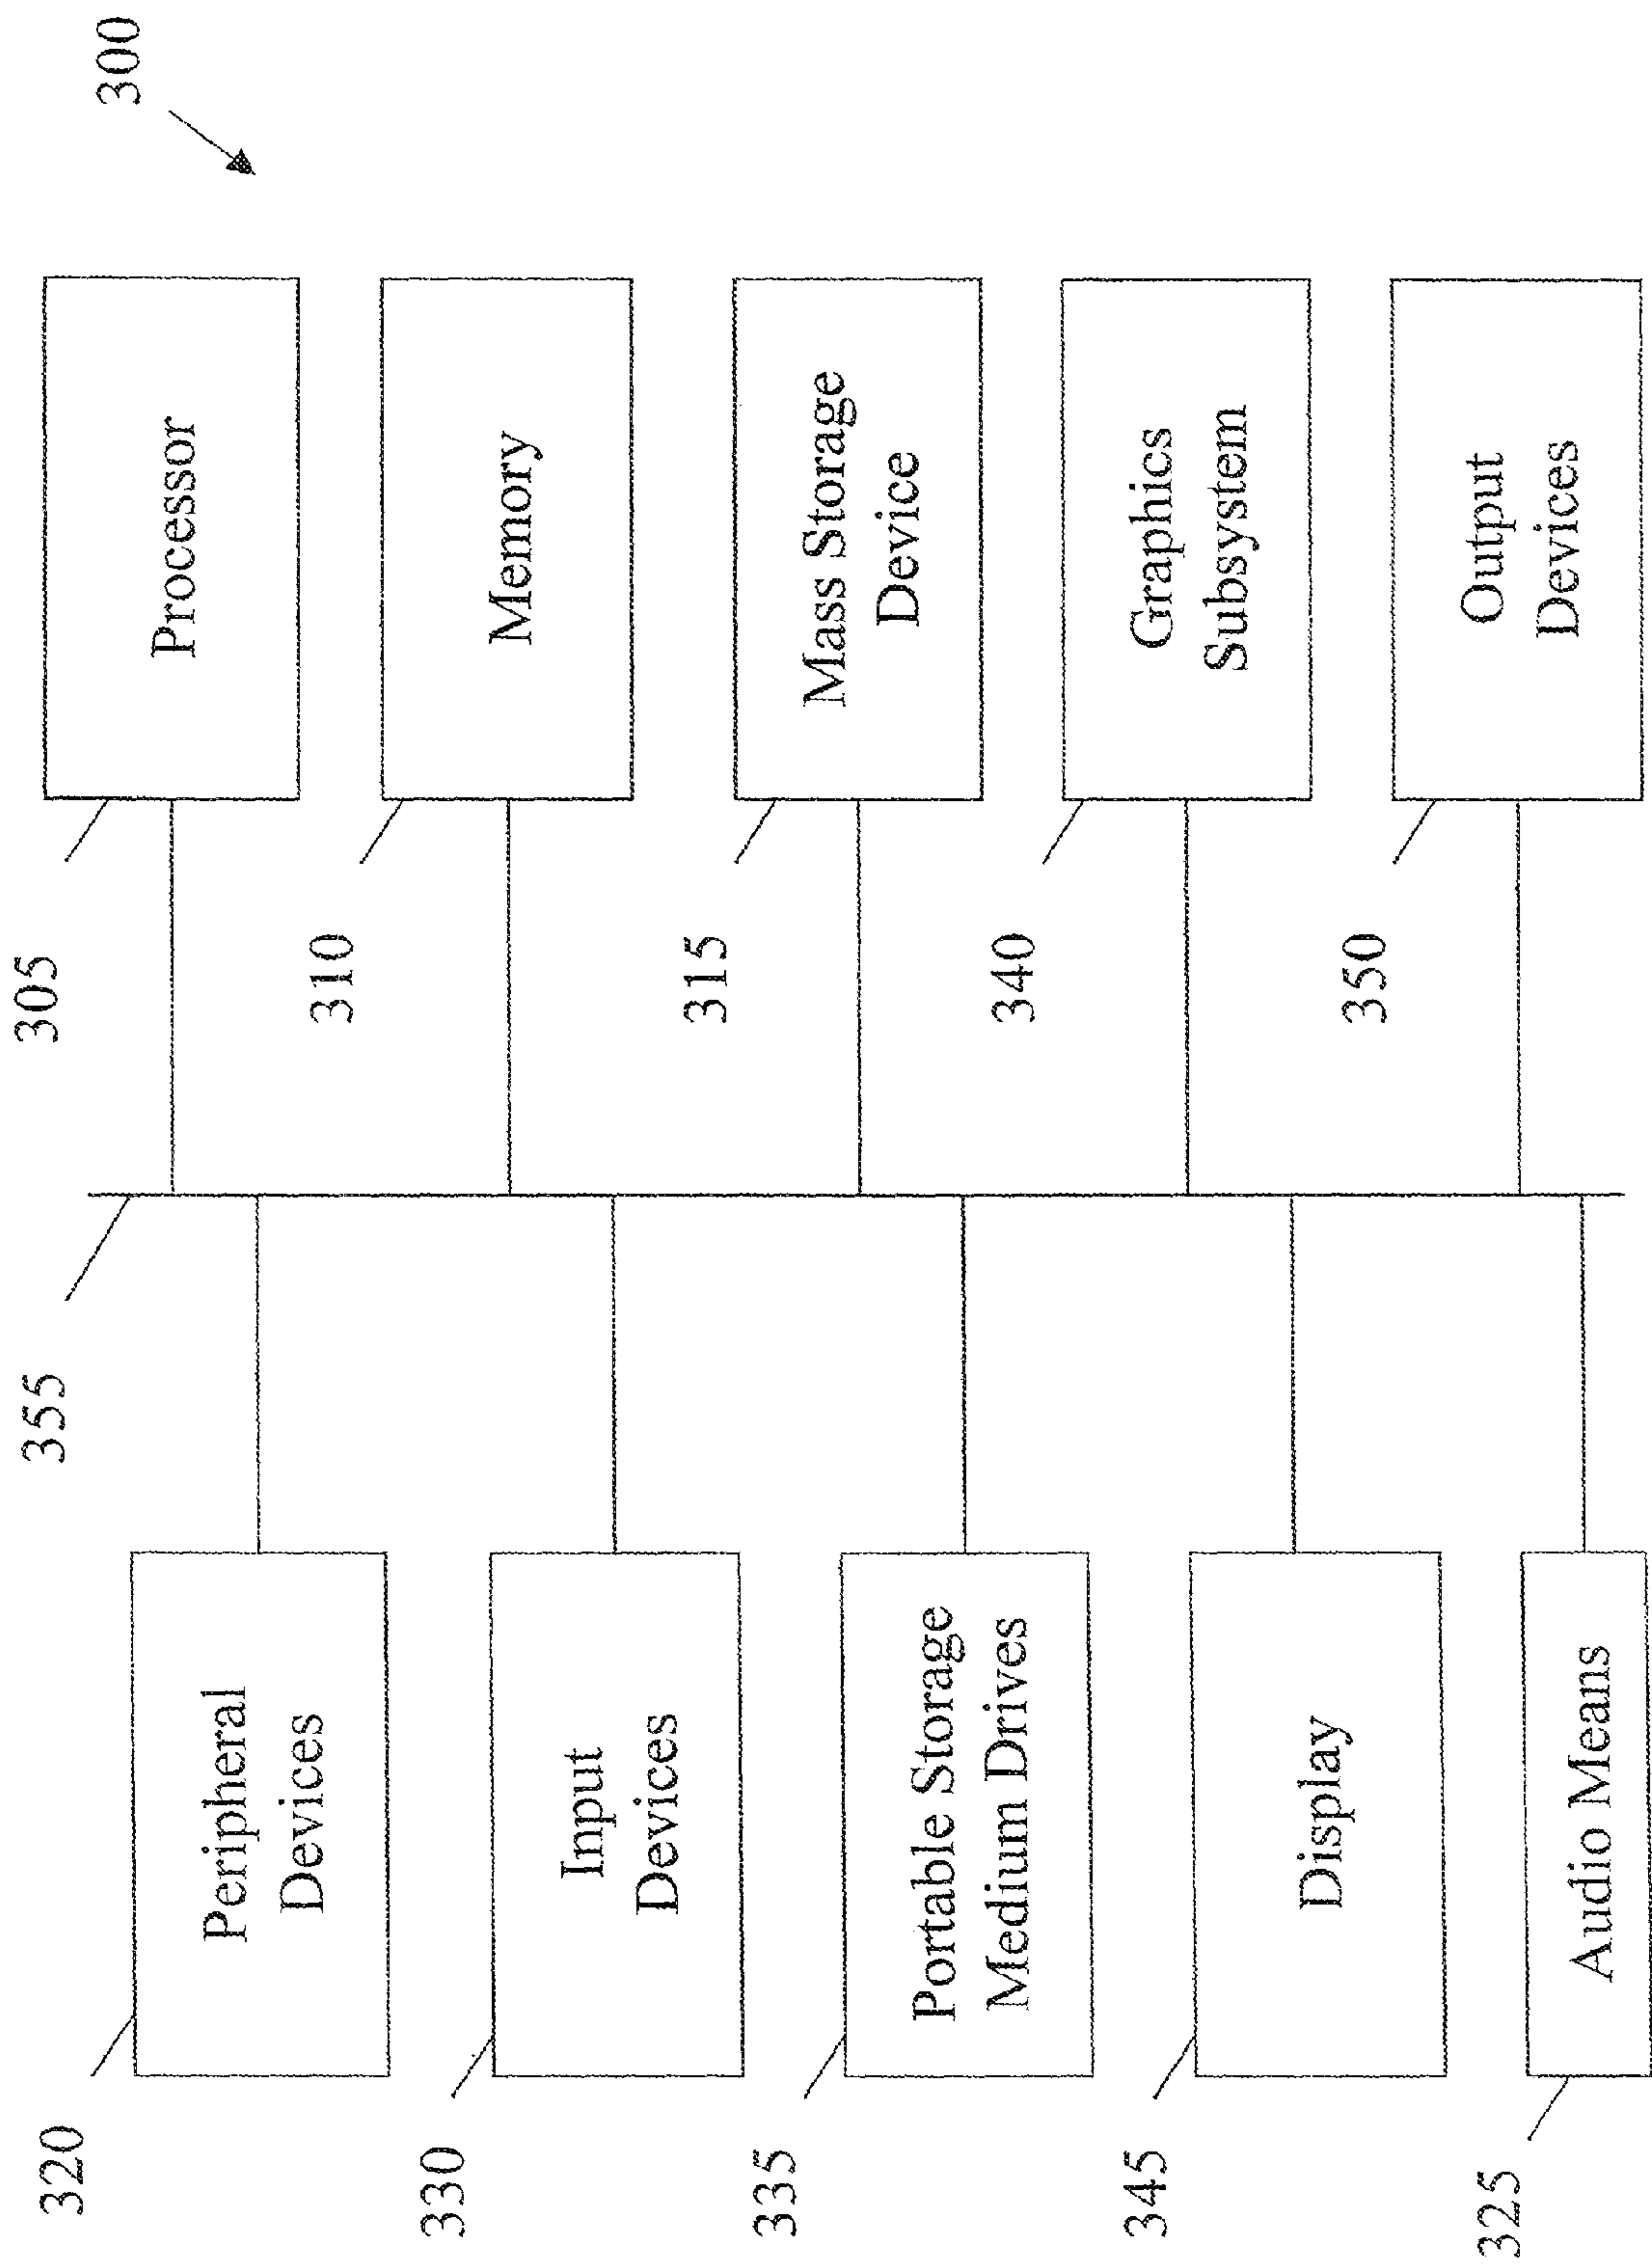 300
320
355
305
Peripheral
Devices
Processor
330
310
Input
Devices
Memory
335
315
Portable Storage
Medium Drives
Mass Storage
Device
345
340
Display
Graphics
Subsystem
325
350
Audio Means
Output
Devices